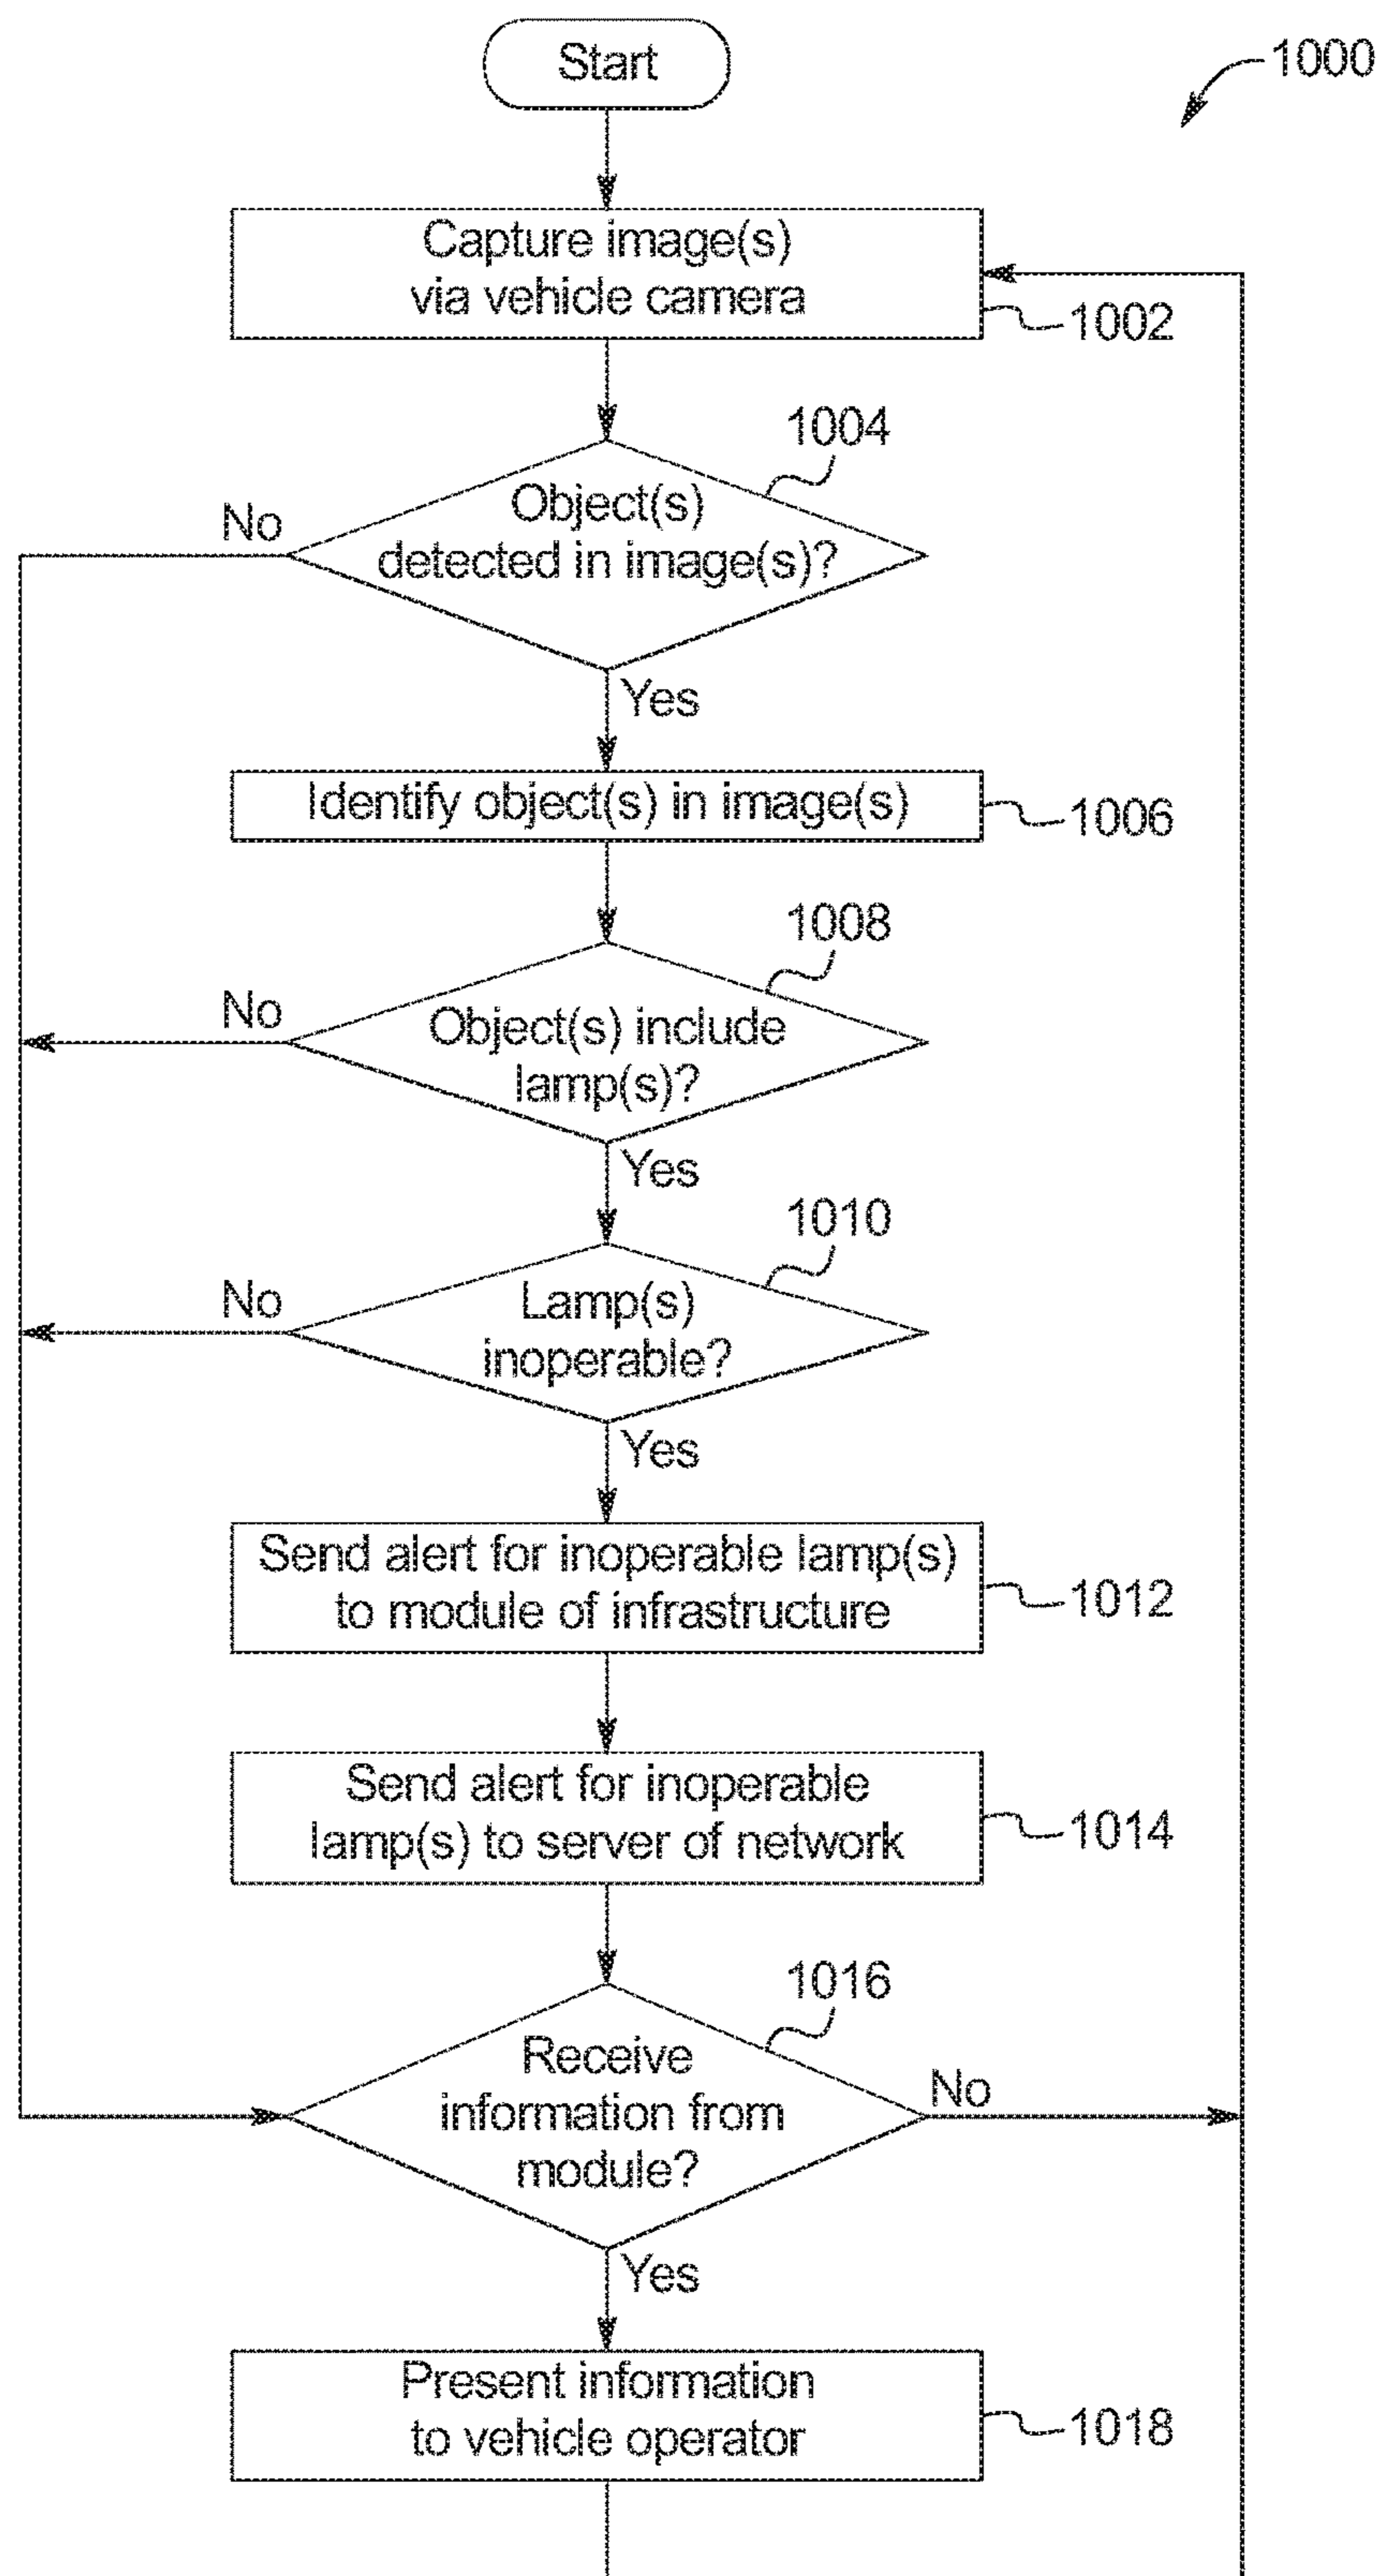 Start
1000
Capture image(s)
via vehicle camera
1002
1004
Object(s)
detected in image(s)?
No
Yes
Identify object(s) in image(s)
1006
1008
Object(s) include
lamp(s)?
No
Yes
1010
Lamp(s)
inoperable?
No
Yes
Send alert for inoperable lamp(s)
to module of infrastructure
1012
Send alert for inoperable
lamp(s) to server of network
1014
1016
Receive
information from
module?
No
Yes
Present information
to vehicle operator
1018